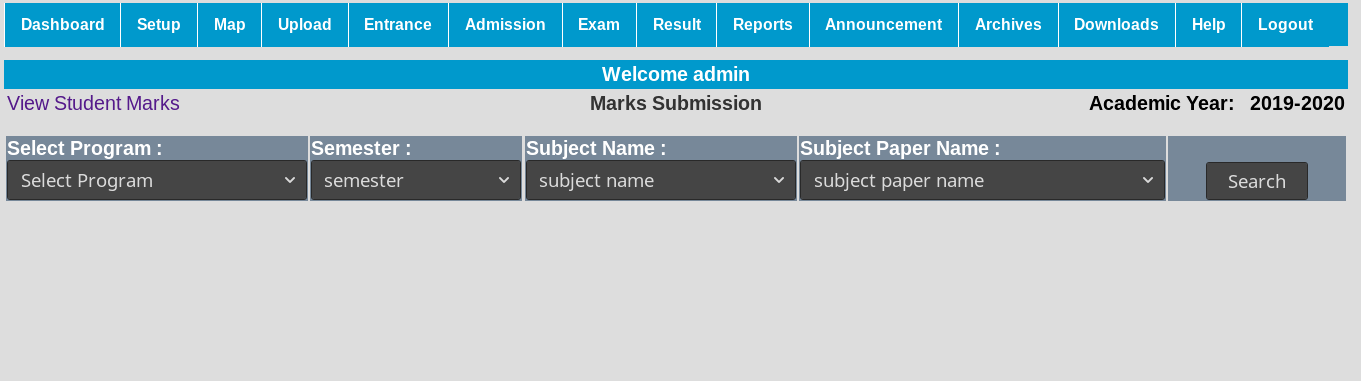 Dashboard Setup Map Upload Entrance Admission Exam Result Reports Announcement Archives Downloads Help Logout
Welcome admin
View Student Marks Marks Submission Academic Year: 2019-2020
Select Program : Semester : Subject Name : Subject Paper Name :
Select Program semester subject name subject paper name Search